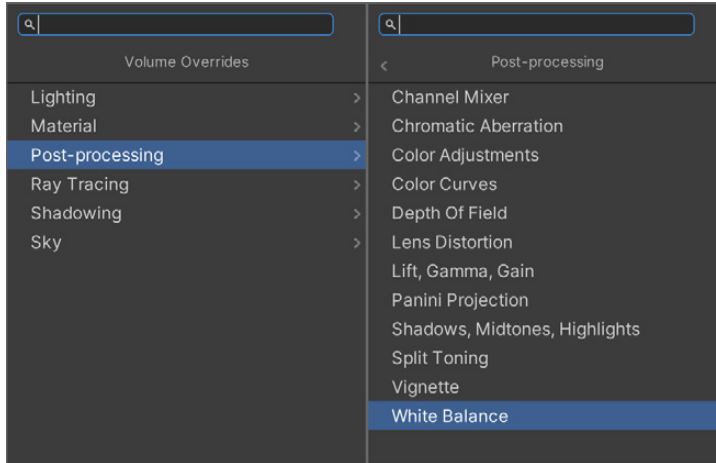 Volume Overrides
Lighting
Material
Post-processing
Ray Tracing
Shadowing
Sky
Post-processing
Channel Mixer
Chromatic Aberration
Color Adjustments
Color Curves
Depth Of Field
Lens Distortion
Lift, Gamma, Gain
Panini Projection
Shadows, Midtones, Highlights
Split Toning
Vignette
White Balance